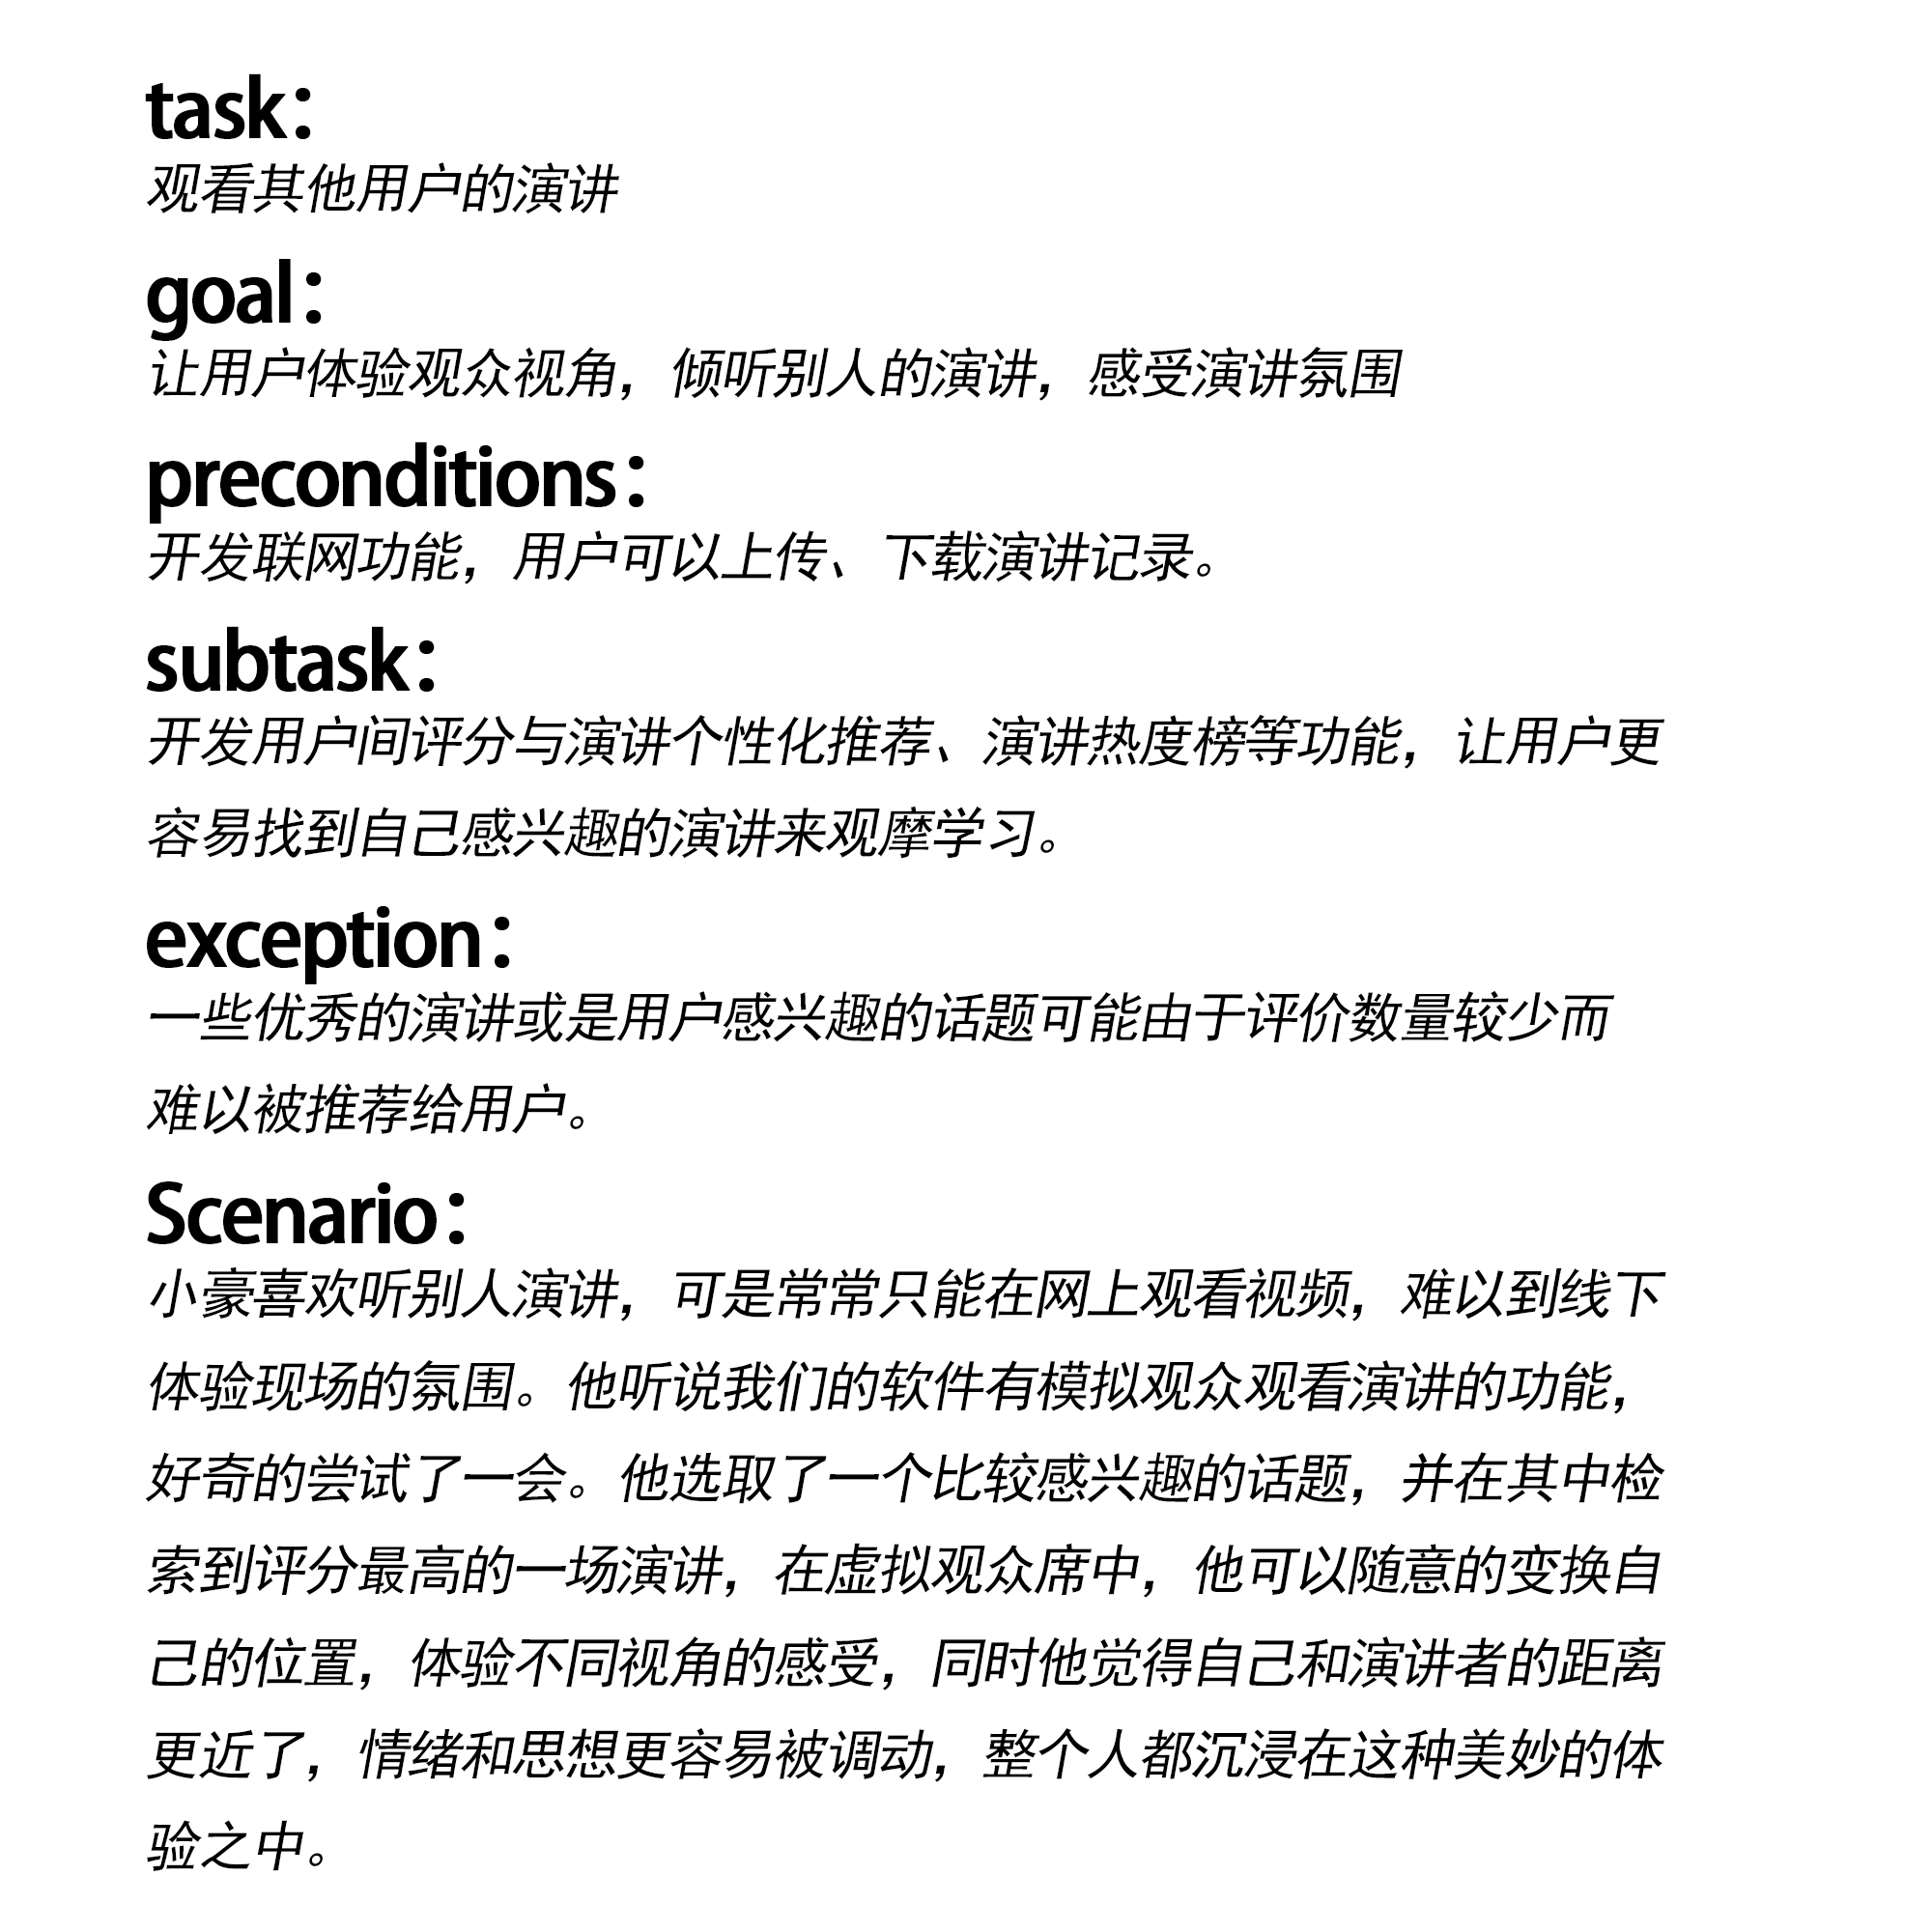 task：
观看其他用户的演讲
goal：
让用户体验观众视角，倾听别人的演讲，感受演讲氛围
preconditions：
开发联网功能，用户可以上传、下载演讲记录。
subtask：
开发用户间评分与演讲个性化推荐、演讲热度榜等功能，让用户更
容易找到自己感兴趣的演讲来观摩学习。
exception：
一些优秀的演讲或是用户感兴趣的话题可能由于评价数量较少而
难以被推荐给用户。
Scenario：
小豪喜欢听别人演讲，可是常常只能在网上观看视频，难以到线下
体验现场的氛围。他听说我们的软件有模拟观众观看演讲的功能，
好奇的尝试了一会。他选取了一个比较感兴趣的话题，并在其中检
索到评分最高的一场演讲，在虚拟观众席中，他可以随意的变换自
己的位置，体验不同视角的感受，同时他觉得自己和演讲者的距离
更近了，情绪和思想更容易被调动，整个人都沉浸在这种美妙的体
验之中。